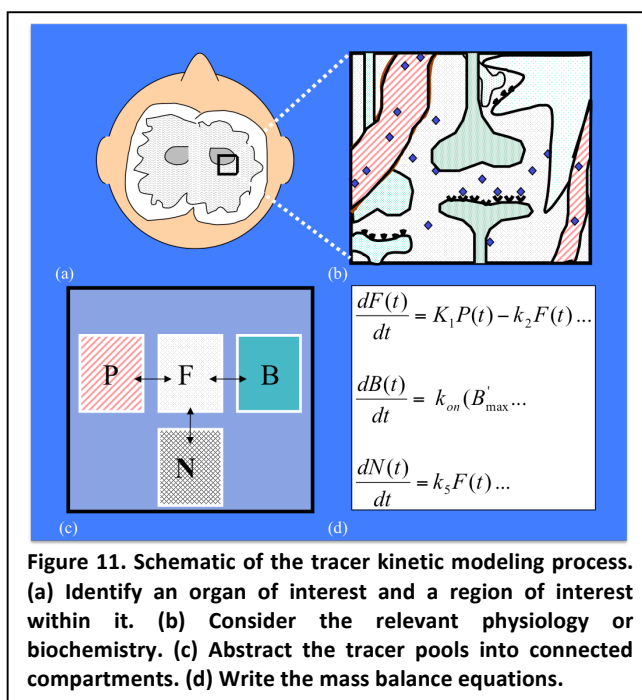 (a)
(b)
P
F
B
N
(c)
dF(t)/dt = K₁P(t) − k₂F(t)...
dB(t)/dt = kₒₙ(B'ₘₐₓ...
dN(t)/dt = k₅F(t)...
(d)
Figure 11. Schematic of the tracer kinetic modeling process.
(a) Identify an organ of interest and a region of interest
within it. (b) Consider the relevant physiology or
biochemistry. (c) Abstract the tracer pools into connected
compartments. (d) Write the mass balance equations.